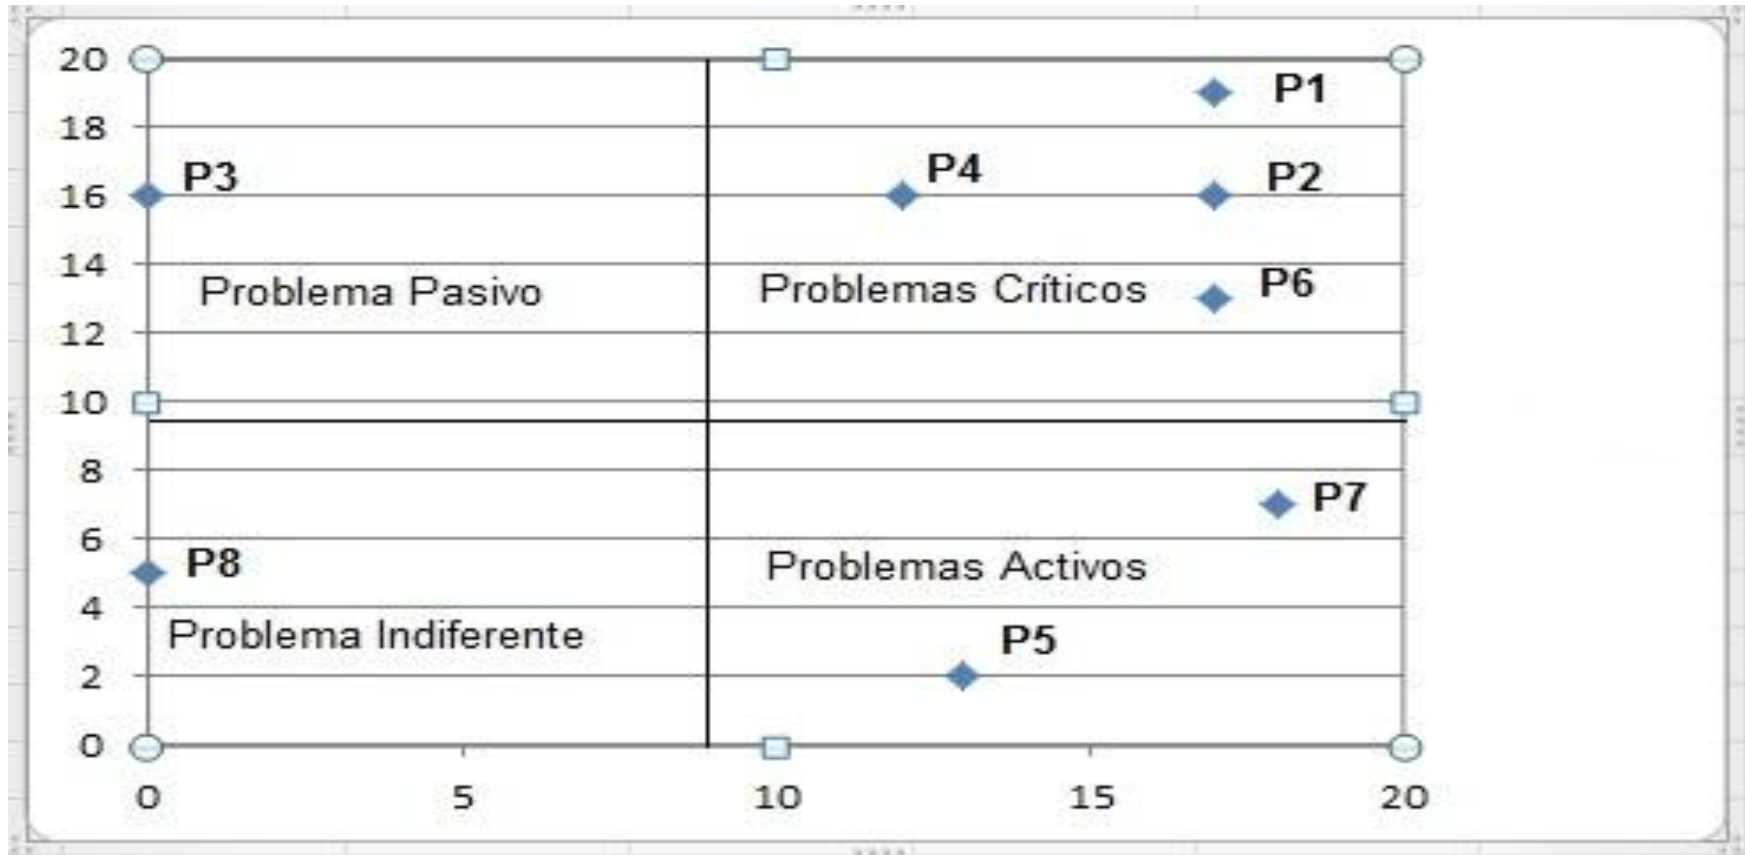 20
P1
18
P3
P4
P2
16
14
Problema Pasivo
Problemas Críticos
P6
12
10
8
P7
6
P8
Problemas Activos
4
Problema Indiferente
P5
2
0
0 5 10 15 20